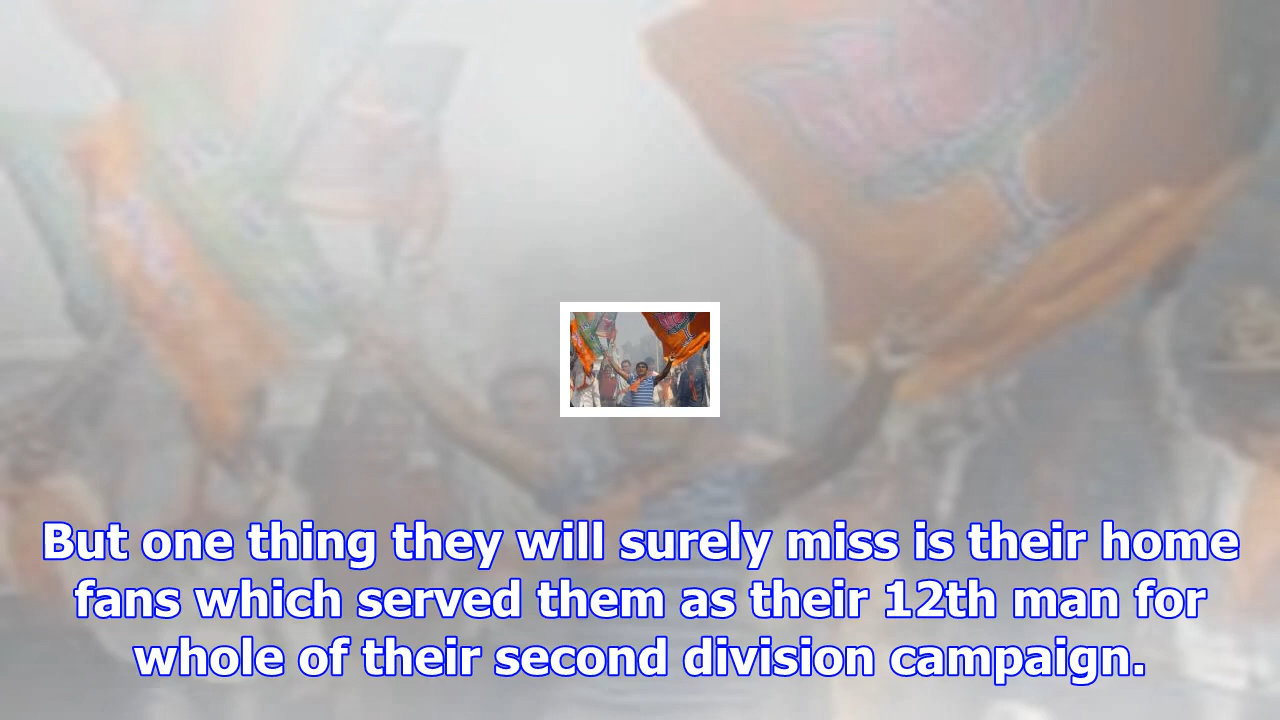 But one thing they will surely miss is their home
fans which served them as their 12th man for
whole of their second division campaign.